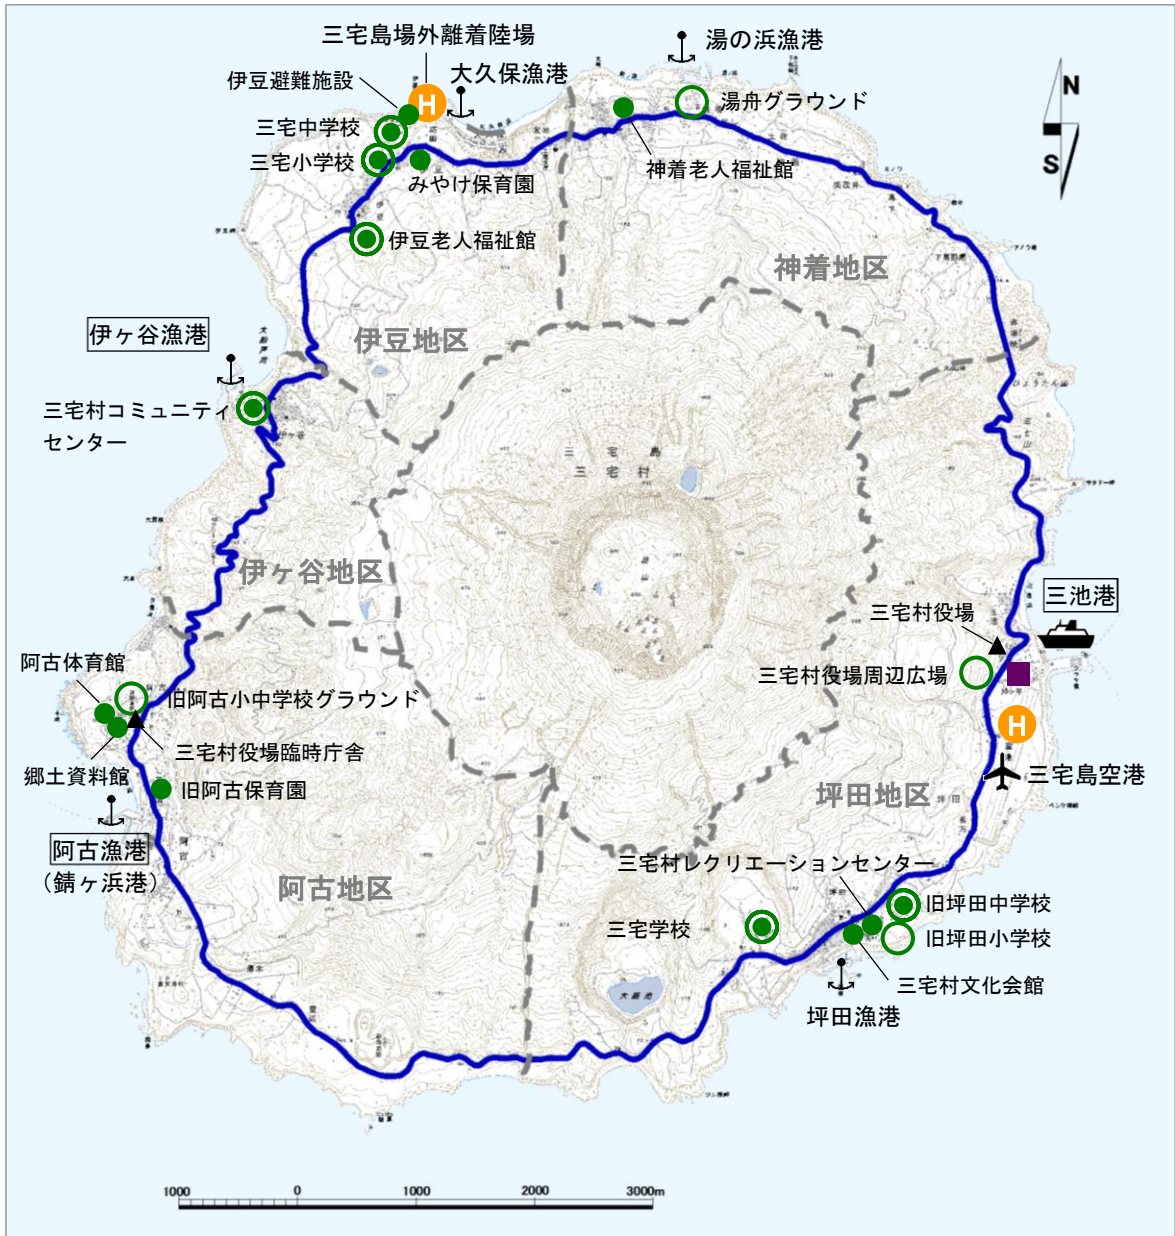 三宅島場外離着陸場
湯の浜漁港
伊豆避難施設
大久保漁港
N
S
H
湯舟グラウンド
三宅中学校
三宅小学校
みやけ保育園
神着老人福祉館
伊豆老人福祉館
神着地区
伊豆地区
伊ヶ谷漁港
三宅村コミュニティ
センター
伊ヶ谷
三宅島
三宅村
伊ヶ谷地区
三池港
三宅村役場
三宅村役場周辺広場
阿古体育館
旧阿古小中学校グラウンド
三宅村役場臨時庁舎
郷土資料館
旧阿古保育園
H
三宅島空港
坪田地区
阿古漁港
(錆ヶ浜港)
阿古地区
三宅村レクリエーションセンター
三宅学校
旧坪田中学校
旧坪田小学校
三宅村文化会館
大路池
坪田漁港
1000 0 1000 2000 3000m